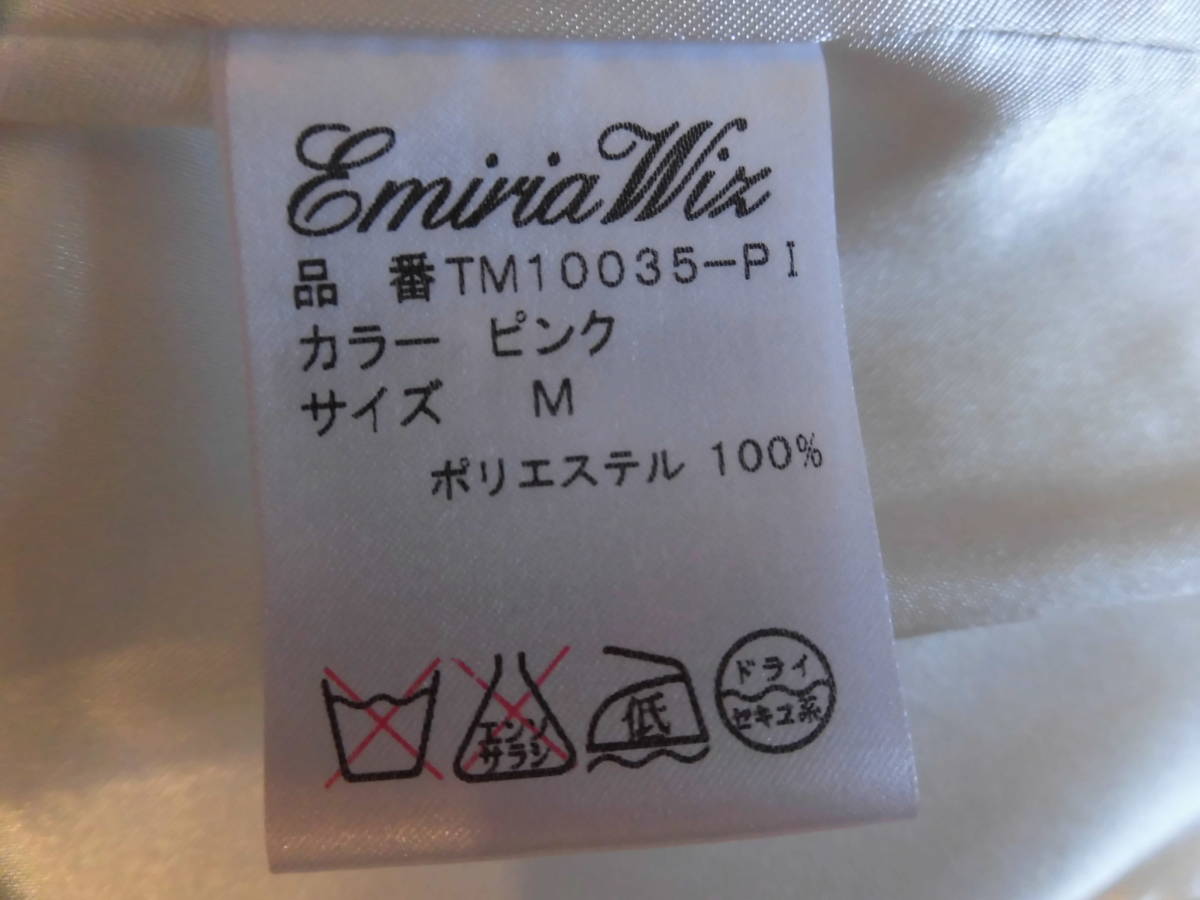 Emiria Wiz
品 番TM10035-PI
カラー ピンク
サイズ M
ポリエステル 100%
エンソ
サラシ
低
ドライ
セキユ系